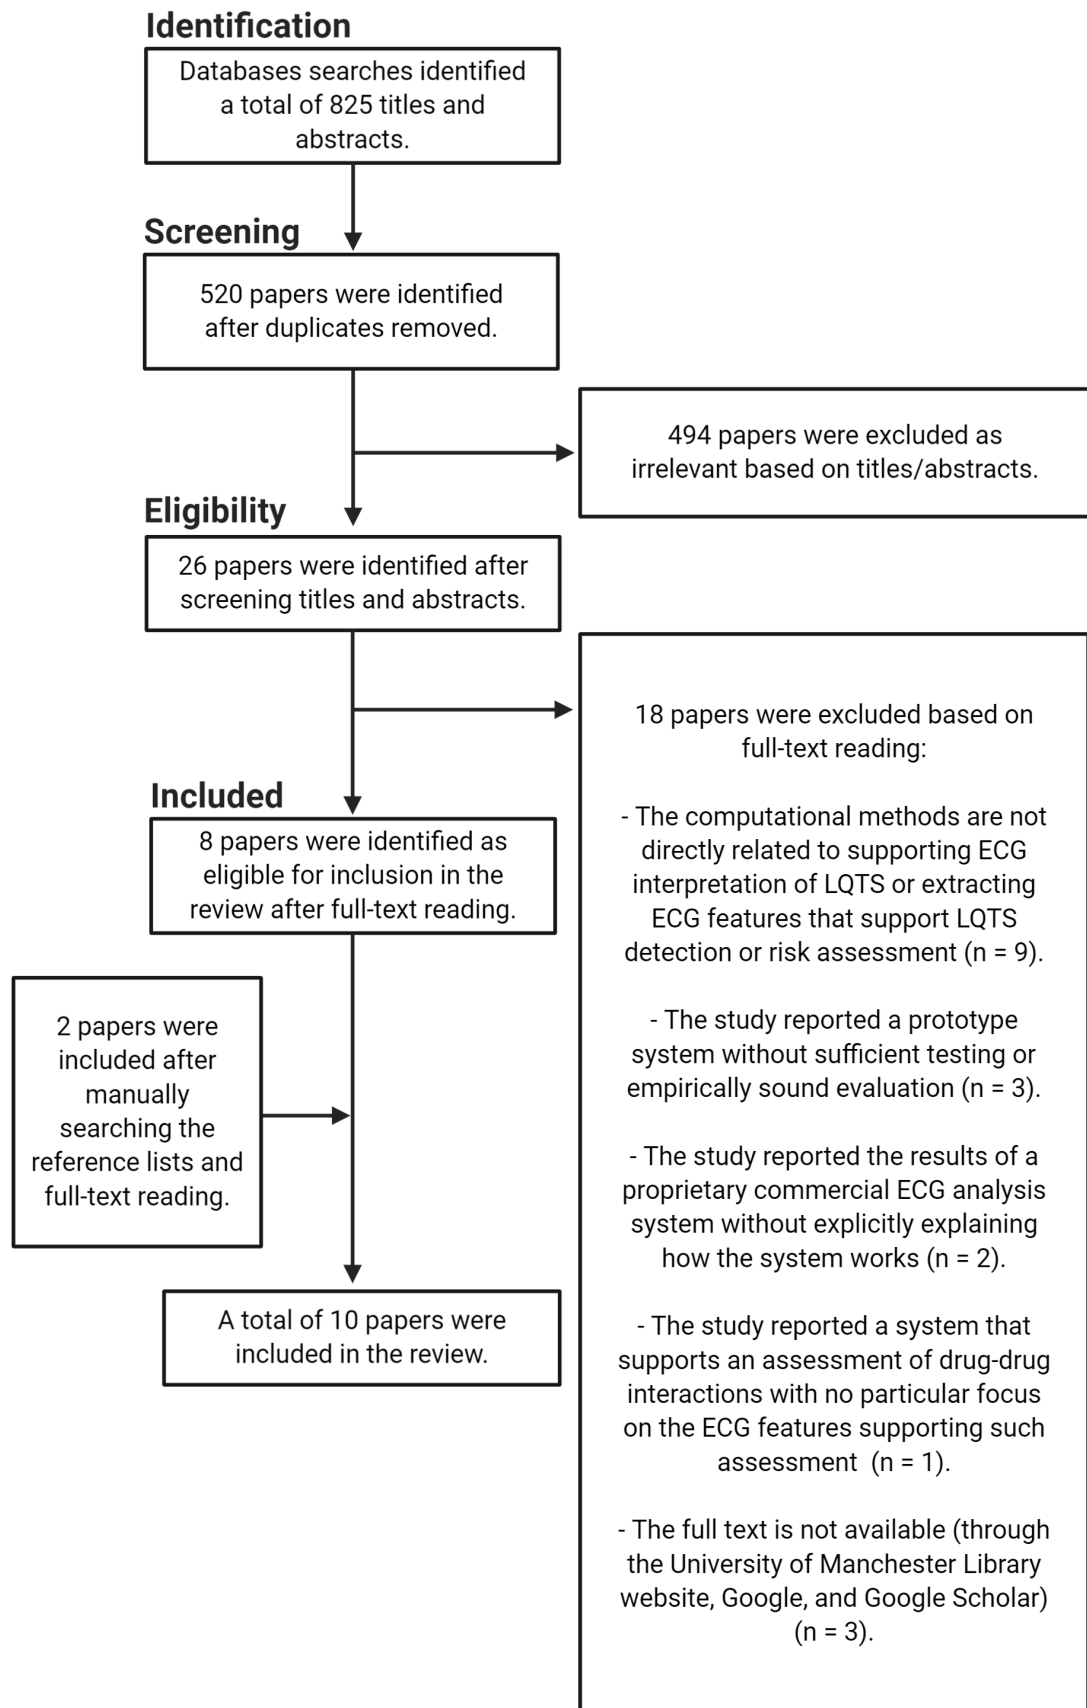 Identification
Databases searches identified
a total of 825 titles and
abstracts.
Screening
520 papers were identified
after duplicates removed.
494 papers were excluded as
irrelevant based on titles/abstracts.
Eligibility
26 papers were identified after
screening titles and abstracts.
18 papers were excluded based on
full-text reading:
- The computational methods are not
directly related to supporting ECG
interpretation of LQTS or extracting
ECG features that support LQTS
detection or risk assessment (n = 9).
- The study reported a prototype
system without sufficient testing or
empirically sound evaluation (n = 3).
- The study reported the results of a
proprietary commercial ECG analysis
system without explicitly explaining
how the system works (n = 2).
- The study reported a system that
supports an assessment of drug-drug
interactions with no particular focus
on the ECG features supporting such
assessment (n = 1).
- The full text is not available (through
the University of Manchester Library
website, Google, and Google Scholar)
(n = 3).
Included
8 papers were identified as
eligible for inclusion in the
review after full-text reading.
2 papers were
included after
manually
searching the
reference lists and
full-text reading.
A total of 10 papers were
included in the review.